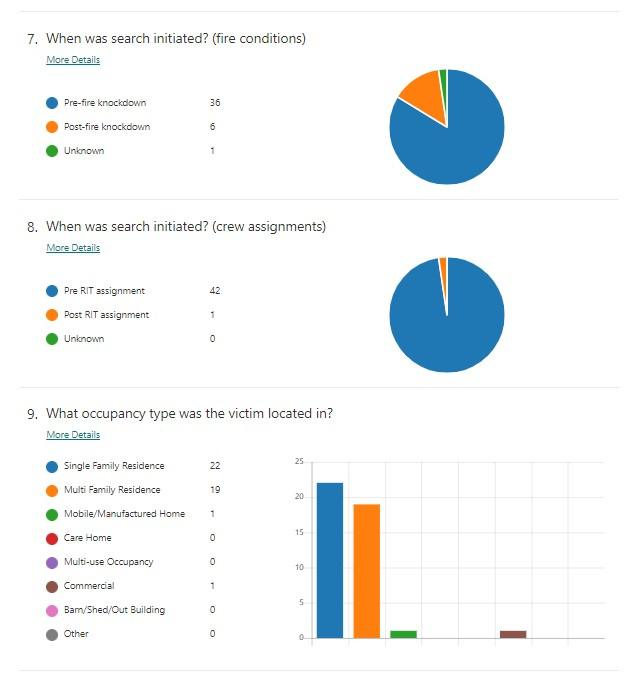 7. When was search initiated? (fire conditions)
More Details
Pre-fire knockdown 36
Post-fire knockdown 6
Unknown 1
8. When was search initiated? (crew assignments)
More Details
Pre RIT assignment 42
Post RIT assignment 1
Unknown 0
9. What occupancy type was the victim located in?
More Details
Single Family Residence 22
Multi Family Residence 19
Mobile/Manufactured Home 1
Care Home 0
Multi-use Occupancy 0
Commercial 1
Barn/Shed/Out Building 0
Other 0
25
20
15
10
5
0